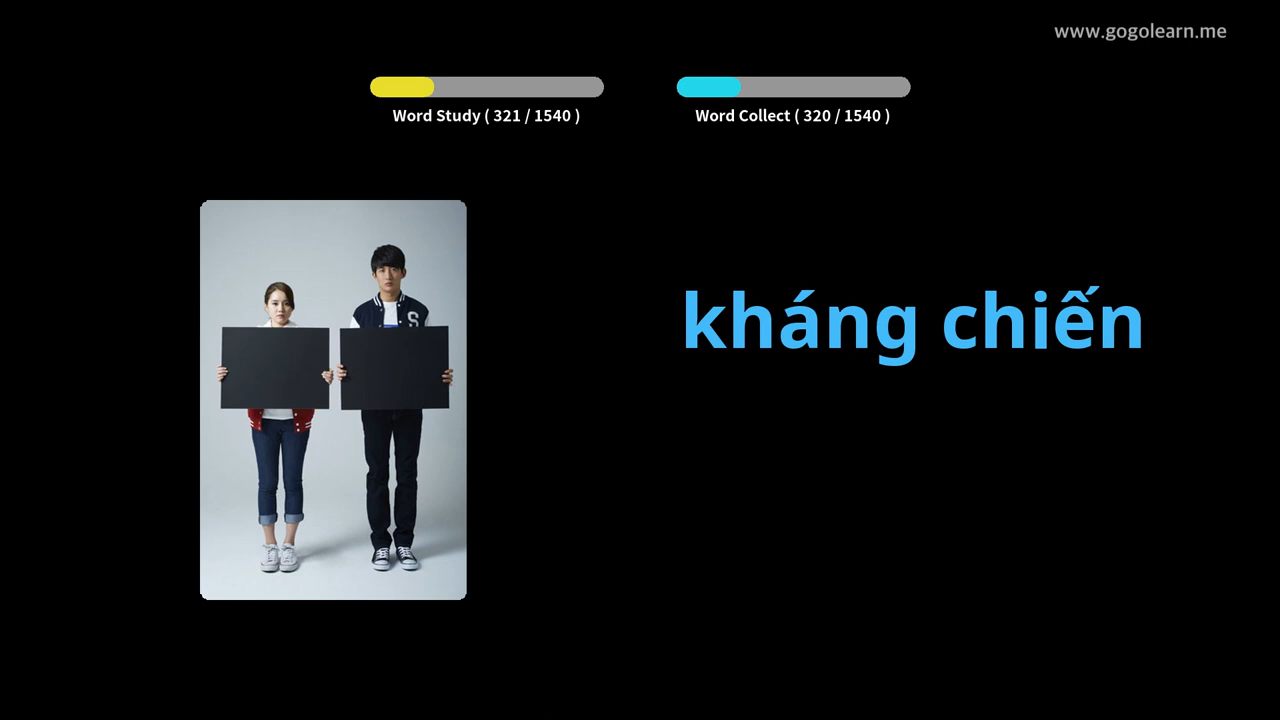 www.gogolearn.me
Word Study ( 321 / 1540 )
Word Collect ( 320 / 1540 )
S
kháng chiến